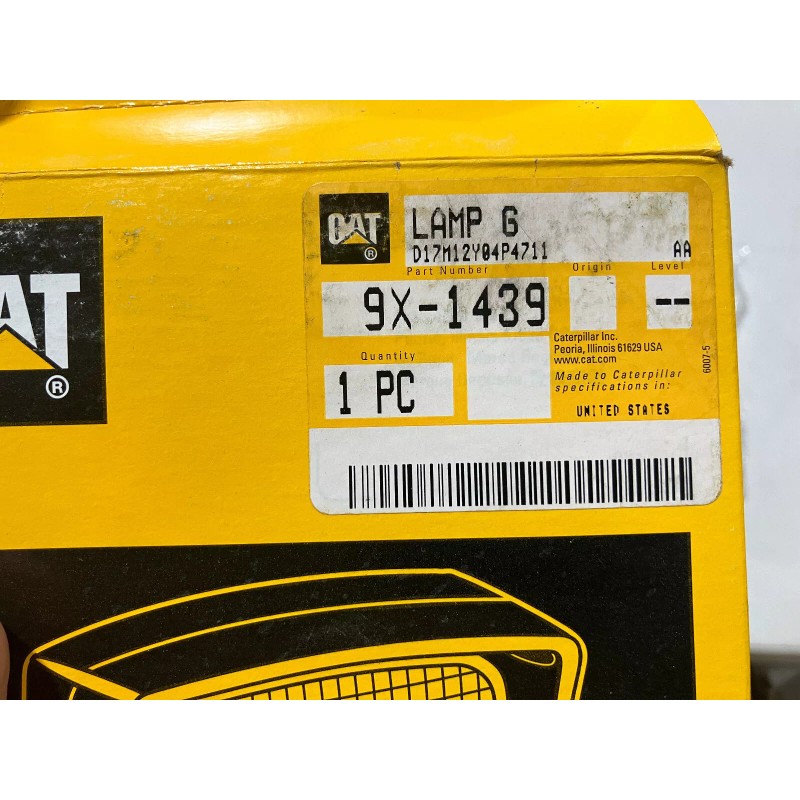 CAT
®
CAT
®
LAMP G
D17M12Y04P4711
AA
Part Number
Origin
Level
9X-1439
--
Quantity
1 PC
Caterpillar Inc.
Peoria, Illinois 61629 USA
www.cat.com
Made to Caterpillar
specifications in:
UNITED STATES
6007-5